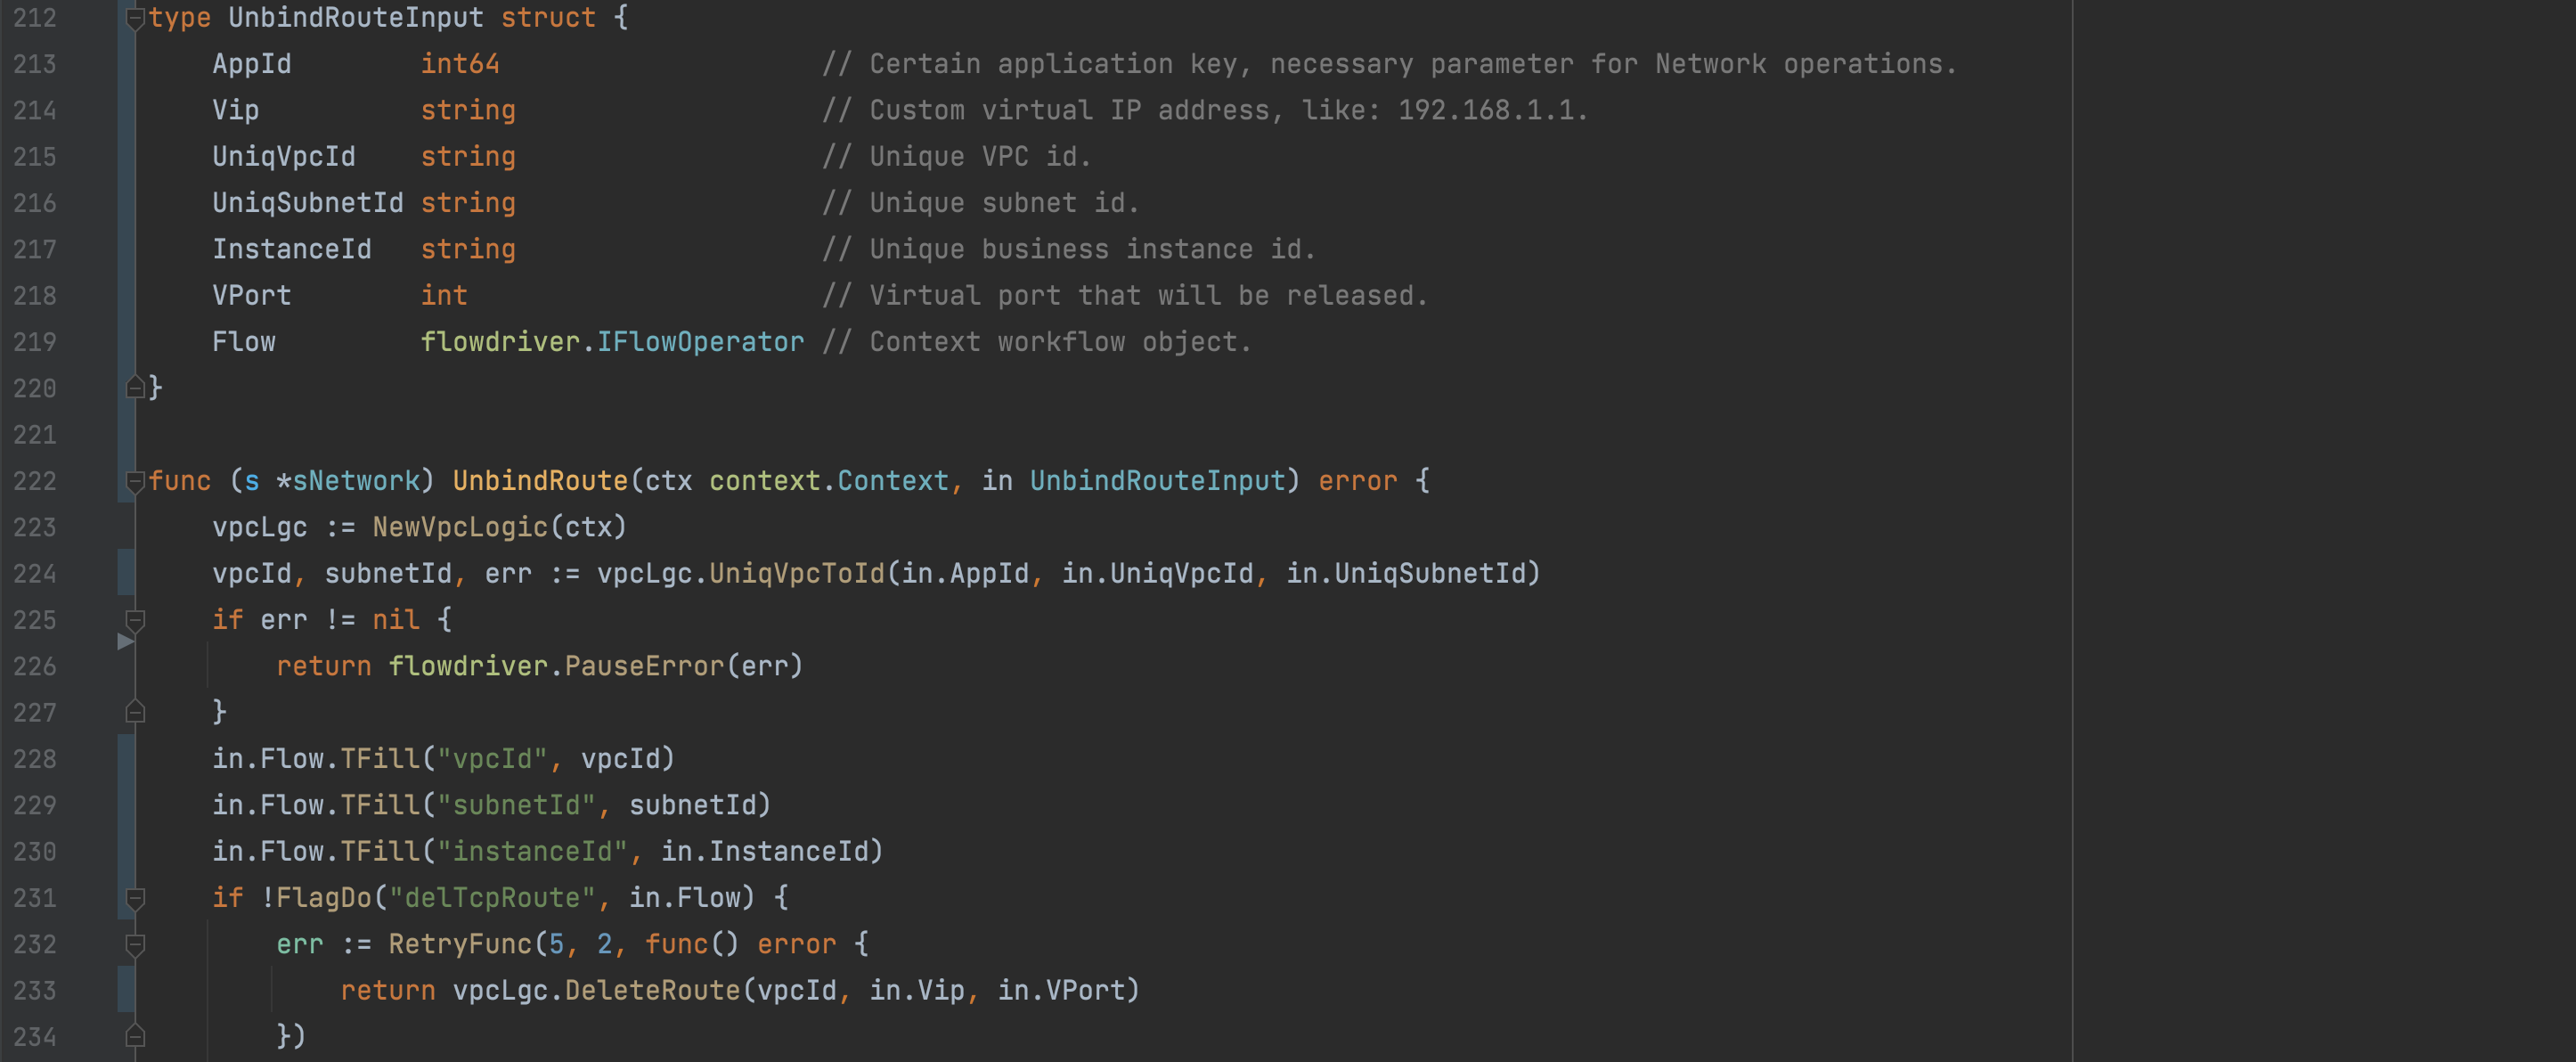 212 type UnbindRouteInput struct {
213 AppId int64 // Certain application key, necessary parameter for Network operations.
214 Vip string // Custom virtual IP address, like: 192.168.1.1.
215 UniqVpcId string // Unique VPC id.
216 UniqSubnetId string // Unique subnet id.
217 InstanceId string // Unique business instance id.
218 VPort int // Virtual port that will be released.
219 Flow flowdriver.IFlowOperator // Context workflow object.
220 }
221
222 func (s *sNetwork) UnbindRoute(ctx context.Context, in UnbindRouteInput) error {
223 vpcLgc := NewVpcLogic(ctx)
224 vpcId, subnetId, err := vpcLgc.UniqVpcToId(in.AppId, in.UniqVpcId, in.UniqSubnetId)
225 if err != nil {
226 return flowdriver.PauseError(err)
227 }
228 in.Flow.TFill("vpcId", vpcId)
229 in.Flow.TFill("subnetId", subnetId)
230 in.Flow.TFill("instanceId", in.InstanceId)
231 if !FlagDo("delTcpRoute", in.Flow) {
232 err := RetryFunc(5, 2, func() error {
233 return vpcLgc.DeleteRoute(vpcId, in.Vip, in.VPort)
234 })